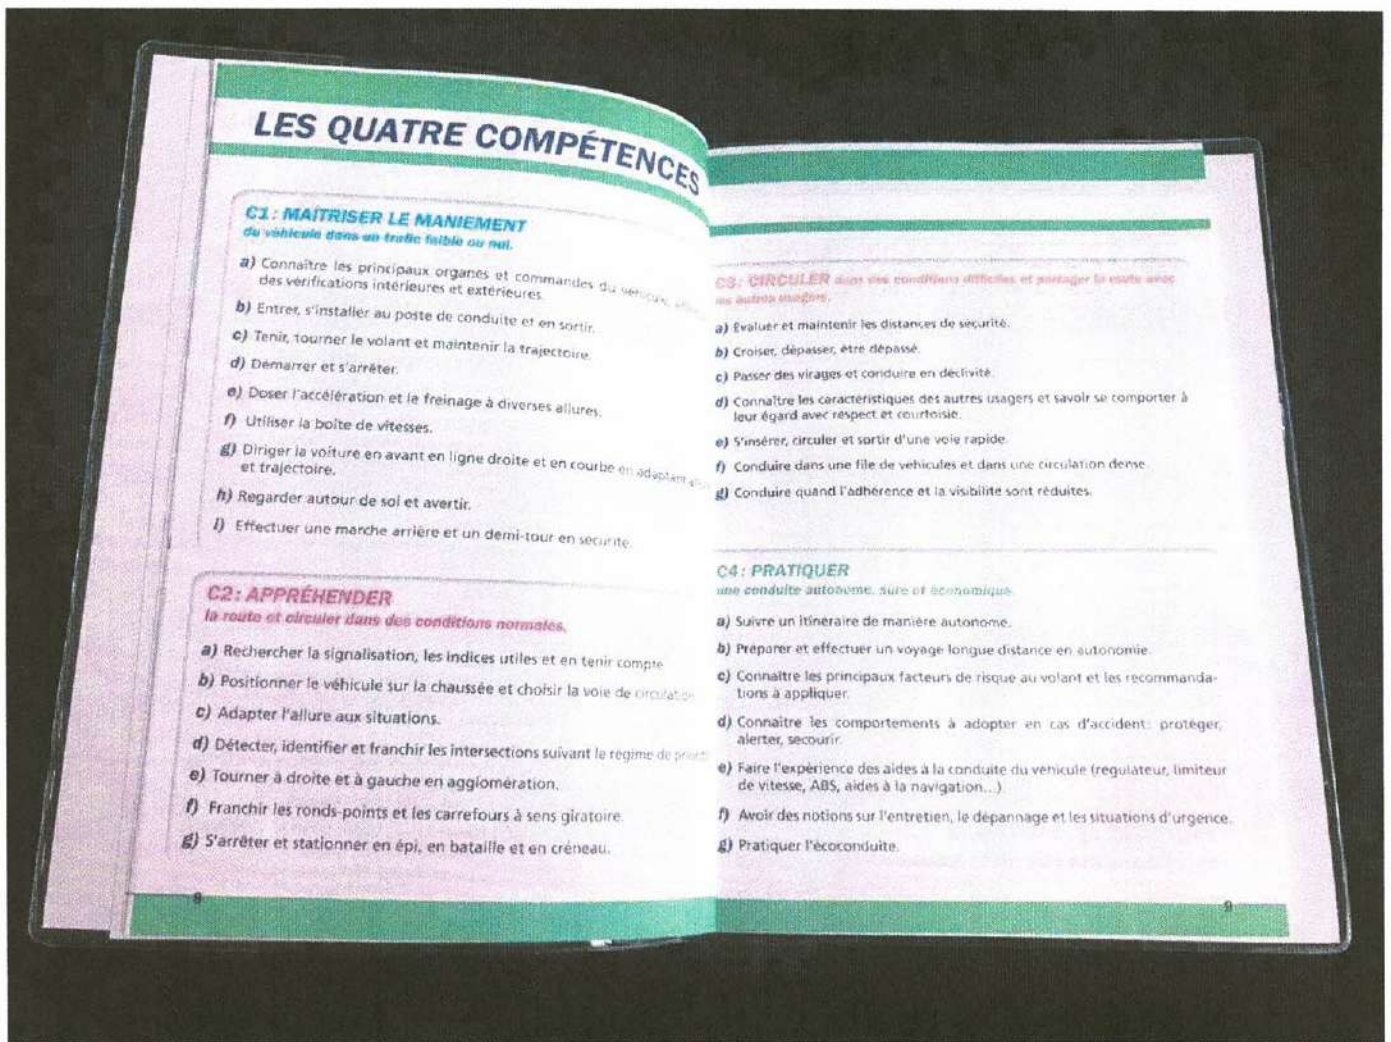 LES QUATRE COMPÉTENCES
C1 : MAÎTRISER LE MANIEMENT
du véhicule dans un trafic faible ou nul.
a) Connaître les principaux organes et commandes du véhicule,
des vérifications intérieures et extérieures.
b) Entrer, s'installer au poste de conduite et en sortir.
c) Tenir, tourner le volant et maintenir la trajectoire.
d) Démarrer et s'arrêter.
e) Doser l'accélération et le freinage à diverses allures.
f) Utiliser la boîte de vitesses.
g) Diriger la voiture en avant en ligne droite et en courbe en adaptant
et trajectoire.
h) Regarder autour de soi et avertir.
i) Effectuer une marche arrière et un demi-tour en sécurité.
C2 : APPRÉHENDER
la route et circuler dans des conditions normales.
a) Rechercher la signalisation, les indices utiles et en tenir compte
b) Positionner le véhicule sur la chaussée et choisir la voie de circulation
c) Adapter l'allure aux situations.
d) Détecter, identifier et franchir les intersections suivant le régime de
e) Tourner à droite et à gauche en agglomération.
f) Franchir les ronds-points et les carrefours à sens giratoire.
g) S'arrêter et stationner en épi, en bataille et en créneau.
8
C3 : CIRCULER dans des conditions difficiles et partager la route avec
les autres usagers.
a) Évaluer et maintenir les distances de sécurité.
b) Croiser, dépasser, être dépassé.
c) Passer des virages et conduire en déclivité.
d) Connaître les caractéristiques des autres usagers et savoir se comporter à
leur égard avec respect et courtoisie.
e) S'insérer, circuler et sortir d'une voie rapide.
f) Conduire dans une file de véhicules et dans une circulation dense.
g) Conduire quand l'adhérence et la visibilité sont réduites.
C4 : PRATIQUER
une conduite autonome, sûre et économique.
a) Suivre un itinéraire de manière autonome.
b) Préparer et effectuer un voyage longue distance en autonomie.
c) Connaître les principaux facteurs de risque au volant et les recommanda-
tions à appliquer.
d) Connaître les comportements à adopter en cas d'accident : protéger,
alerter, secourir.
e) Faire l'expérience des aides à la conduite du véhicule (régulateur, limiteur
de vitesse, ABS, aides à la navigation...).
f) Avoir des notions sur l'entretien, le dépannage et les situations d'urgence.
g) Pratiquer l'écoconduite.
9